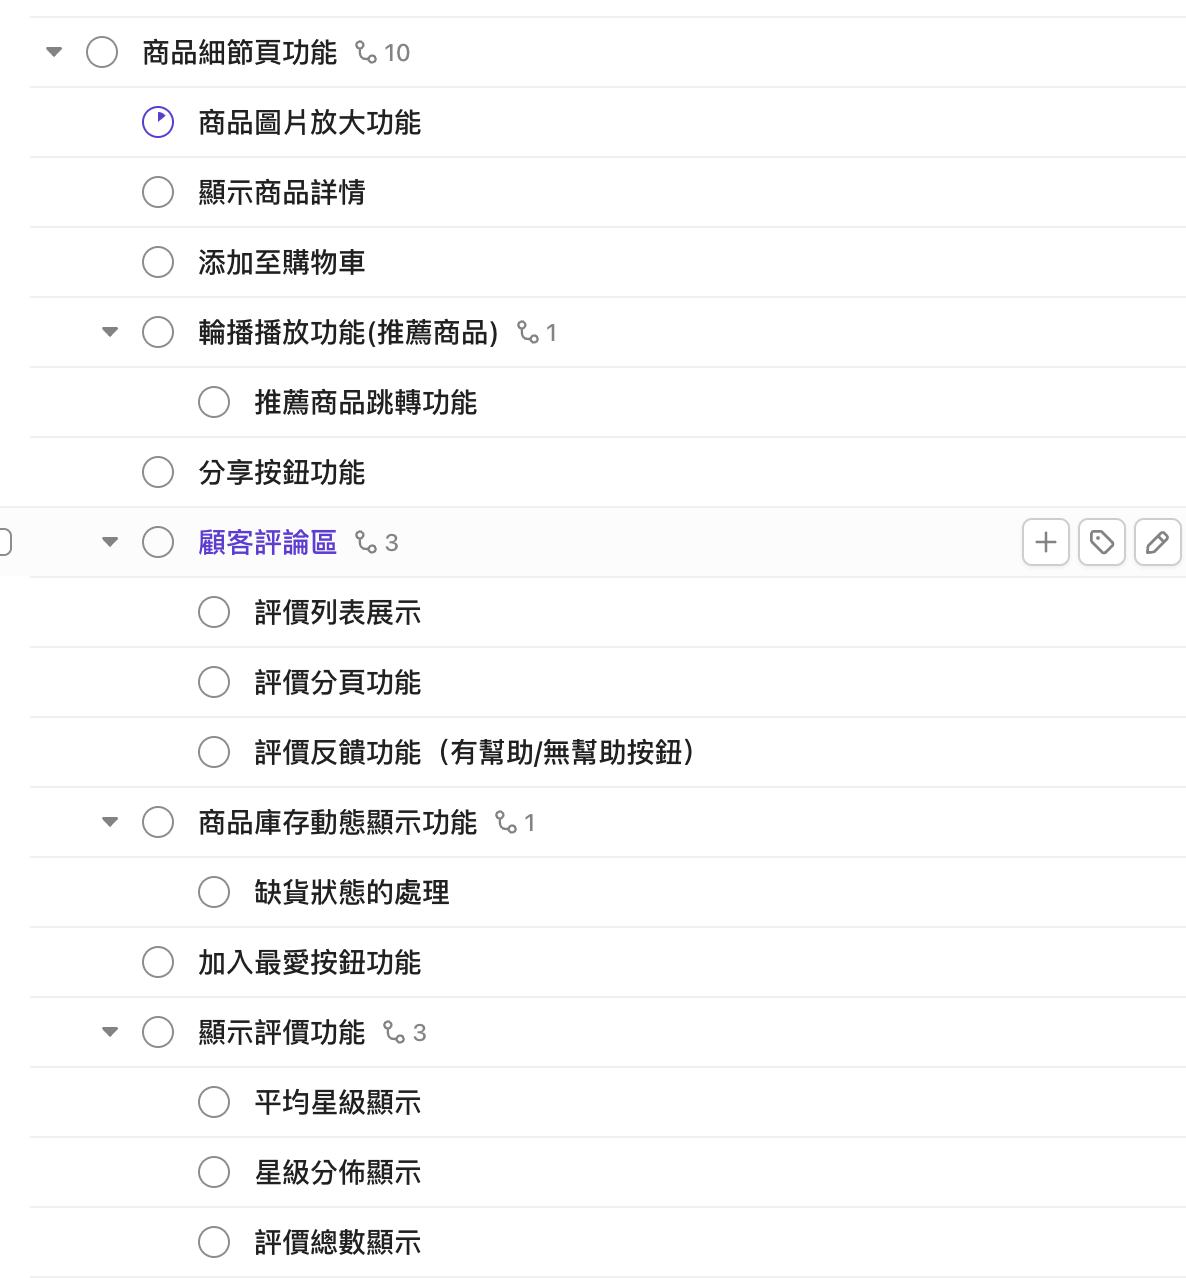 商品細節頁功能 10
商品圖片放大功能
顯示商品詳情
添加至購物車
輪播播放功能(推薦商品) 1
推薦商品跳轉功能
分享按鈕功能
顧客評論區 3
評價列表展示
評價分頁功能
評價反饋功能（有幫助/無幫助按鈕）
商品庫存動態顯示功能 1
缺貨狀態的處理
加入最愛按鈕功能
顯示評價功能 3
平均星級顯示
星級分佈顯示
評價總數顯示